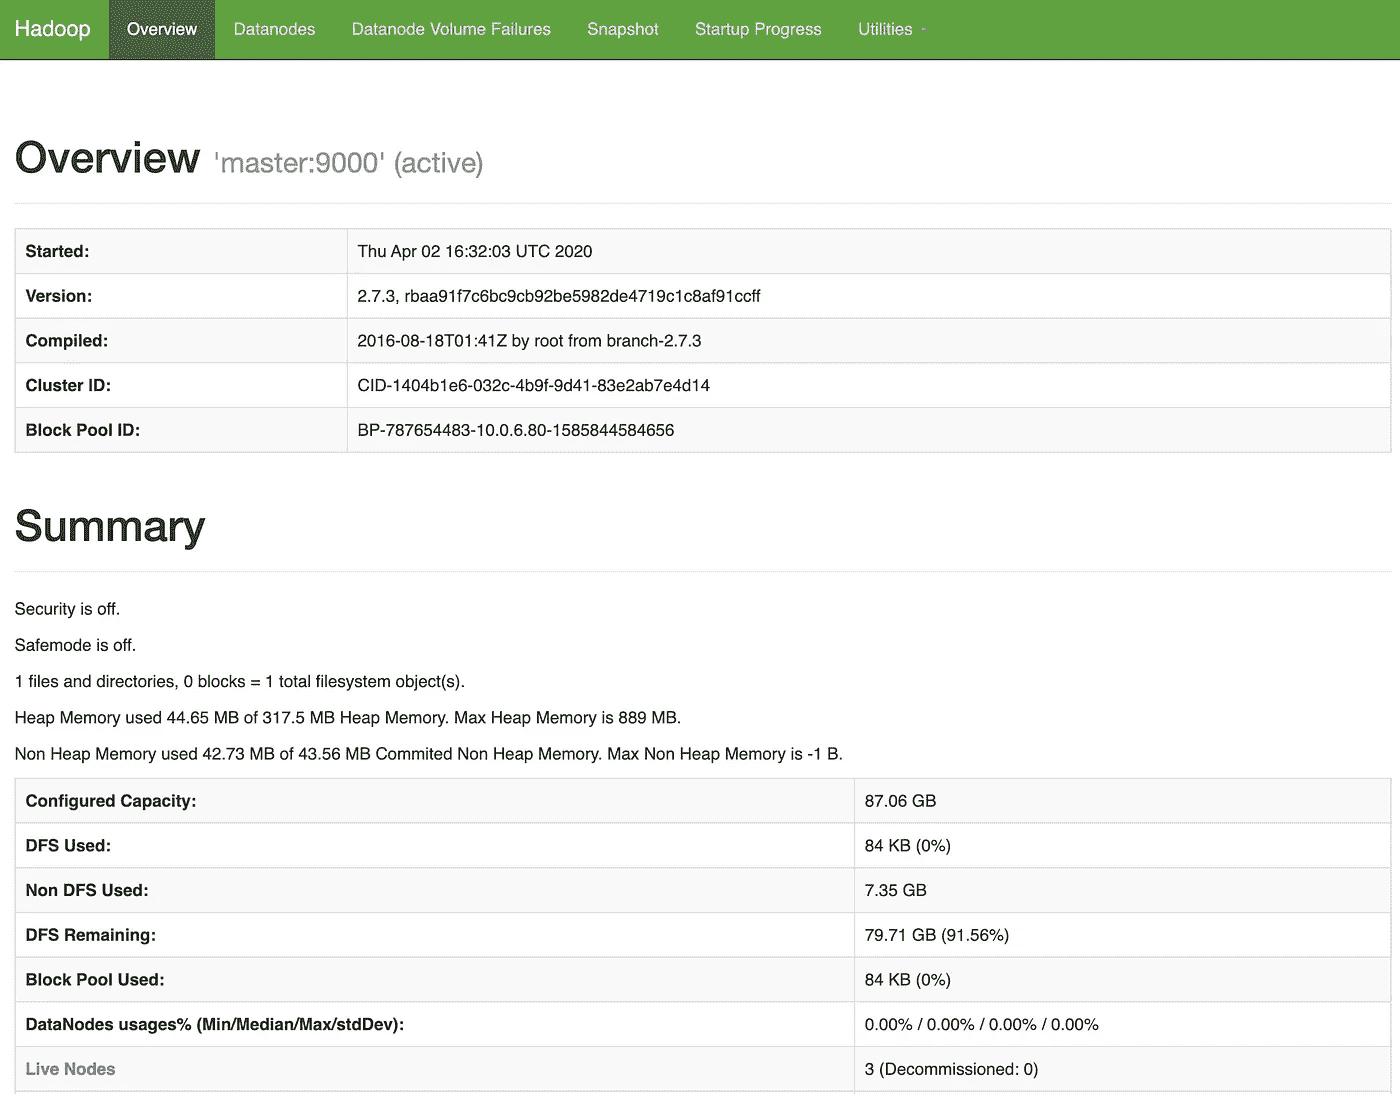 Hadoop Overview Datanodes Datanode Volume Failures Snapshot Startup Progress Utilities
Overview 'master:9000' (active)
Started: Thu Apr 02 16:32:03 UTC 2020
Version: 2.7.3, rbaa91f7c6bc9cb92be5982de4719c1c8af91ccff
Compiled: 2016-08-18T01:41Z by root from branch-2.7.3
Cluster ID: CID-1404b1e6-032c-4b9f-9d41-83e2ab7e4d14
Block Pool ID: BP-787654483-10.0.6.80-1585844584656
Summary
Security is off.
Safemode is off.
1 files and directories, 0 blocks = 1 total filesystem object(s).
Heap Memory used 44.65 MB of 317.5 MB Heap Memory. Max Heap Memory is 889 MB.
Non Heap Memory used 42.73 MB of 43.56 MB Commited Non Heap Memory. Max Non Heap Memory is -1 B.
Configured Capacity: 87.06 GB
DFS Used: 84 KB (0%)
Non DFS Used: 7.35 GB
DFS Remaining: 79.71 GB (91.56%)
Block Pool Used: 84 KB (0%)
DataNodes usages% (Min/Median/Max/stdDev): 0.00% / 0.00% / 0.00% / 0.00%
Live Nodes 3 (Decommissioned: 0)